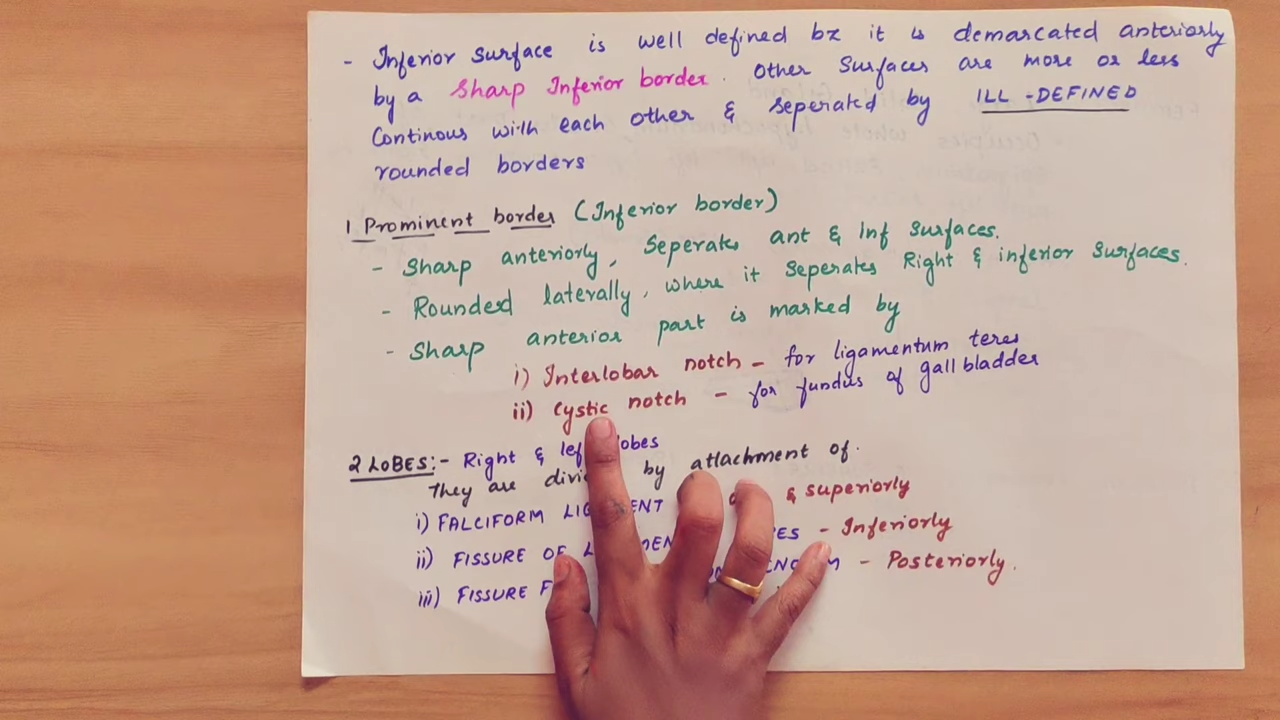 - Inferior surface is well defined bz it is demarcated anteriorly
by a Sharp Inferior border. Other surfaces are more or less
Continous with each other & seperated by ILL-DEFINED
rounded borders
1 Prominent border (Inferior border)
- Sharp anteriorly, Seperates ant & inf surfaces.
- Rounded laterally, where it Seperates Right & inferior surfaces.
- Sharp anterior part is marked by
i) Interlobar notch - for ligamentum teres
ii) Cystic notch - for fundus of gall bladder
2 LOBES:- Right & lef lobes
They are divi by attachment of.
i) FALCIFORM & superiorly
ii) FISSURE OF - Inferiorly
iii) FISSURE - Posteriorly.